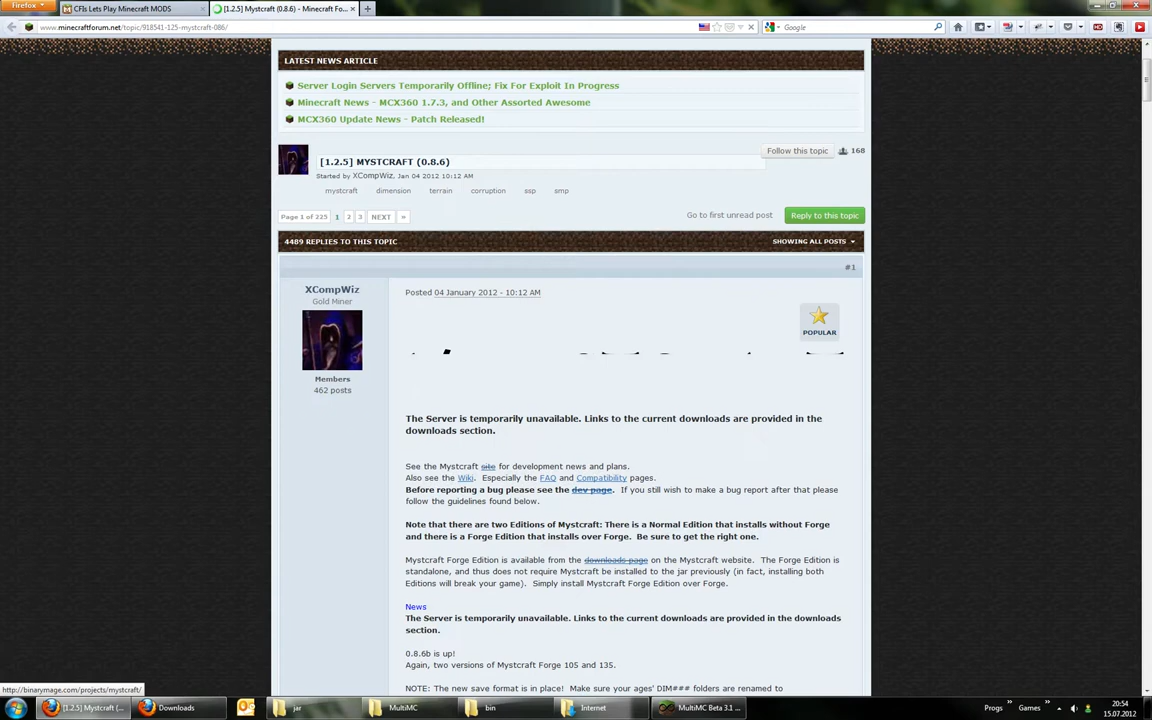 Firefox
CFIs Lets Play Minecraft MODS
[1.2.5] Mystcraft (0.8.6) - Minecraft Fo...
www.minecraftforum.net/topic/918541-125-mystcraft-086/
Google
LATEST NEWS ARTICLE
Server Login Servers Temporarily Offline; Fix For Exploit In Progress
Minecraft News - MCX360 1.7.3, and Other Assorted Awesome
MCX360 Update News - Patch Released!
[1.2.5] MYSTCRAFT (0.8.6)
Follow this topic 168
Started by XCompWiz, Jan 04 2012 10:12 AM
mystcraft dimension terrain corruption ssp smp
Page 1 of 225 1 2 3 NEXT »
Go to first unread post Reply to this topic
4489 REPLIES TO THIS TOPIC SHOWING ALL POSTS
#1
XCompWiz
Gold Miner
Members
462 posts
Posted 04 January 2012 - 10:12 AM
POPULAR
The Server is temporarily unavailable. Links to the current downloads are provided in the
downloads section.
See the Mystcraft site for development news and plans.
Also see the Wiki. Especially the FAQ and Compatibility pages.
Before reporting a bug please see the dev page. If you still wish to make a bug report after that please
follow the guidelines found below.
Note that there are two Editions of Mystcraft: There is a Normal Edition that installs without Forge
and there is a Forge Edition that installs over Forge. Be sure to get the right one.
Mystcraft Forge Edition is available from the downloads page on the Mystcraft website. The Forge Edition is
standalone, and thus does not require Mystcraft be installed to the jar previously (in fact, installing both
Editions will break your game). Simply install Mystcraft Forge Edition over Forge.
News
The Server is temporarily unavailable. Links to the current downloads are provided in the downloads
section.
0.8.6b is up!
Again, two versions of Mystcraft Forge 105 and 135.
NOTE: The new save format is in place! Make sure your ages' DIM### folders are renamed to
http://binarymage.com/projects/mystcraft/
[1.2.5] Mystcraft (... Downloads jar MultiMC bin Internet MultiMC Beta 3.1 ... Progs » Games »
20:54
15.07.2012